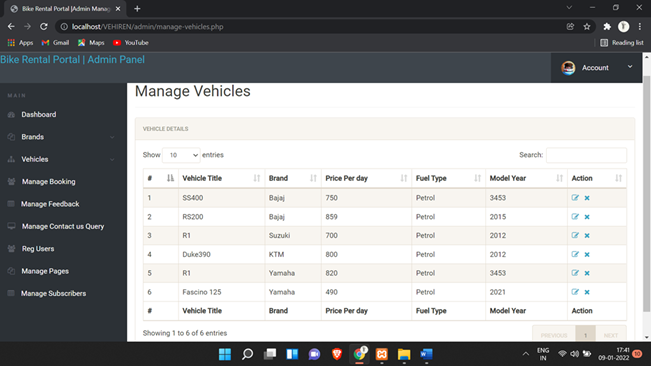 Bike Rental Portal |Admin Manag
localhost/VEHIREN/admin/manage-vehicles.php
Apps Gmail Maps YouTube Reading list
Bike Rental Portal | Admin Panel
Account
MAIN
Dashboard
Brands
Vehicles
Manage Booking
Manage Feedback
Manage Contact us Query
Reg Users
Manage Pages
Manage Subscribers
Manage Vehicles
VEHICLE DETAILS
Show 10 entries Search:
# Vehicle Title Brand Price Per day Fuel Type Model Year Action
1 SS400 Bajaj 750 Petrol 3453
2 RS200 Bajaj 859 Petrol 2015
3 R1 Suzuki 700 Petrol 2012
4 Duke390 KTM 800 Petrol 2012
5 R1 Yamaha 820 Petrol 3453
6 Fascino 125 Yamaha 490 Petrol 2021
# Vehicle Title Brand Price Per day Fuel Type Model Year Action
Showing 1 to 6 of 6 entries
PREVIOUS 1 NEXT
ENG
IN
17:41
09-01-2022